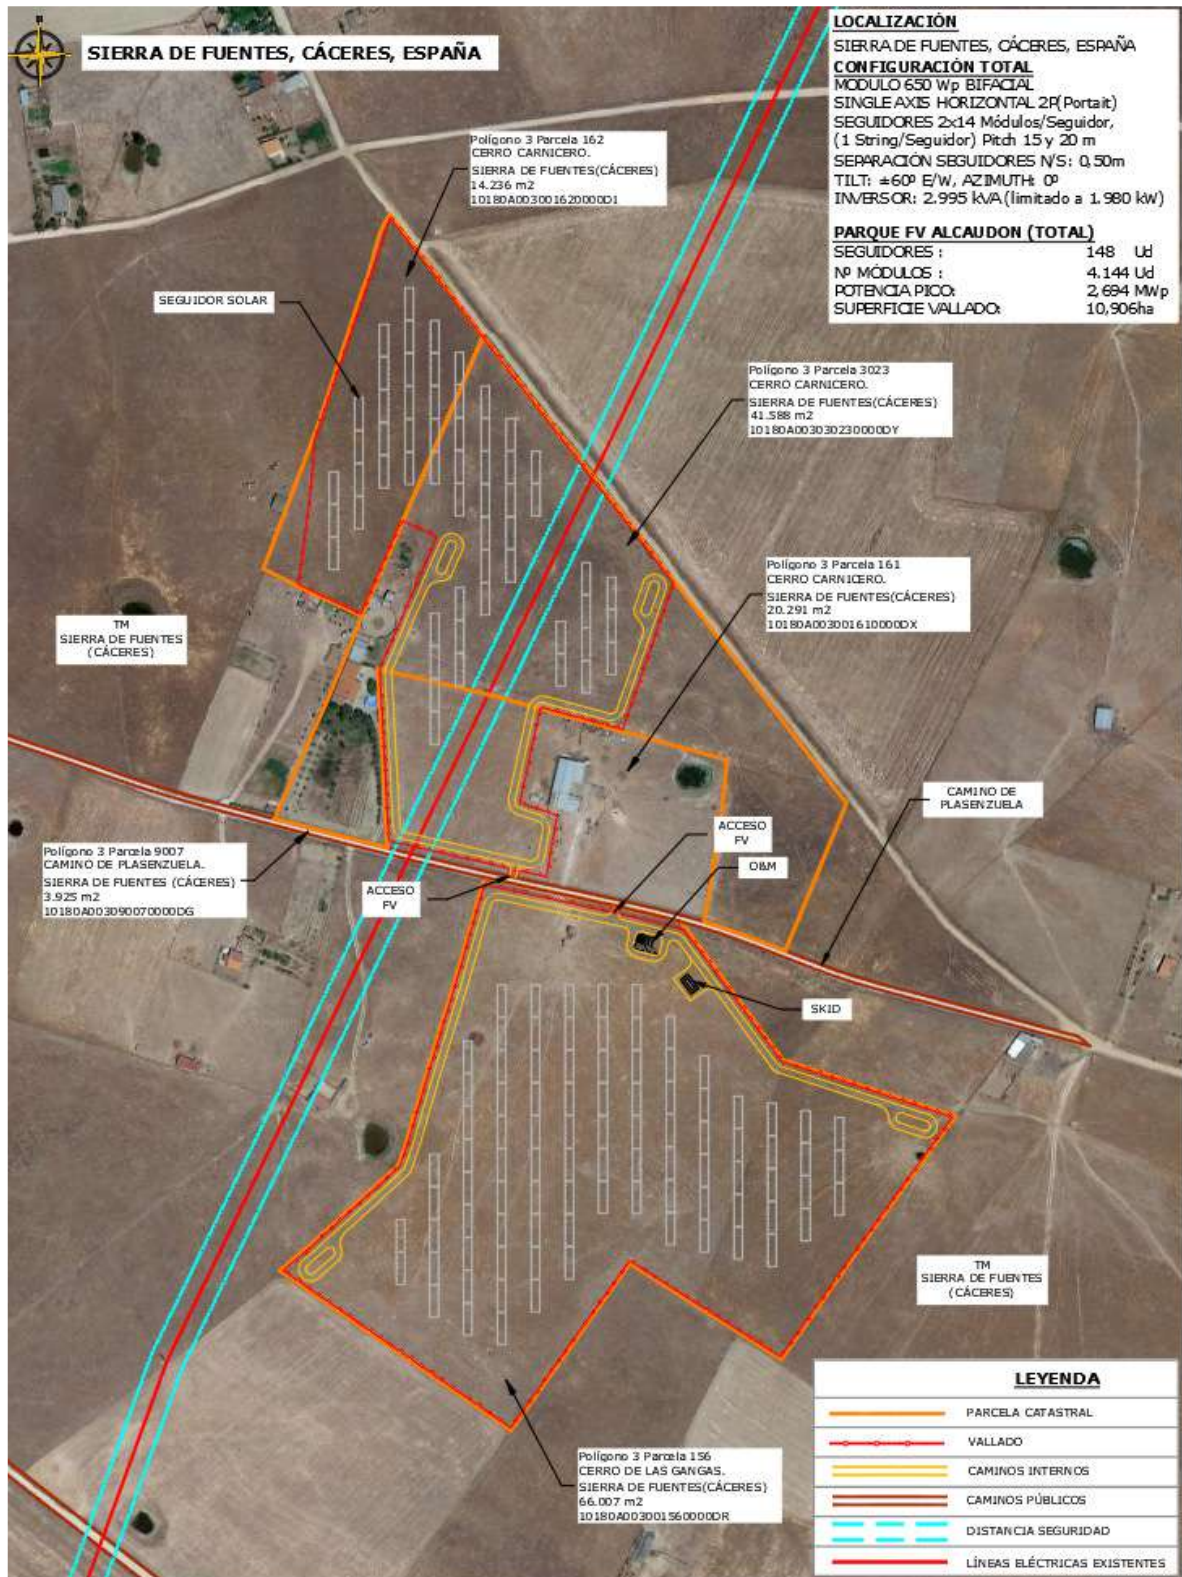 N
SIERRA DE FUENTES, CÁCERES, ESPAÑA
LOCALIZACIÓN
SIERRA DE FUENTES, CÁCERES, ESPAÑA
CONFIGURACIÓN TOTAL
MODULO 650 Wp BIFACIAL
SINGLE AXIS HORIZONTAL 2P(Portait)
SEGUIDORES 2x14 Módulos/Seguidor,
(1 String/Seguidor) Pitch 15 y 20 m
SEPARACIÓN SEGUIDORES N/S: 0,50m
TILT: ±60º E/W, AZIMUTH: 0º
INVERSOR: 2.995 kVA(limitado a 1.980 kW)
PARQUE FV ALCAUDON (TOTAL)
SEGUIDORES : 148 Ud
Nº MÓDULOS : 4.144 Ud
POTENCIA PICO: 2,694 MWp
SUPERFICIE VALLADO: 10,906ha
Polígono 3 Parcela 162
CERRO CARNICERO.
SIERRA DE FUENTES(CÁCERES)
14.236 m2
10180A003001620000DI
SEGUIDOR SOLAR
Polígono 3 Parcela 3023
CERRO CARNICERO.
SIERRA DE FUENTES(CÁCERES)
41.588 m2
10180A003030230000DY
Polígono 3 Parcela 161
CERRO CARNICERO.
SIERRA DE FUENTES(CÁCERES)
20.291 m2
10180A003001610000DX
TM
SIERRA DE FUENTES
(CÁCERES)
CAMINO DE
PLASENZUELA
ACCESO
FV
O&M
Polígono 3 Parcela 9007
CAMINO DE PLASENZUELA.
SIERRA DE FUENTES (CÁCERES)
3.925 m2
10180A003090070000DG
ACCESO
FV
SKID
TM
SIERRA DE FUENTES
(CÁCERES)
Polígono 3 Parcela 156
CERRO DE LAS GANGAS.
SIERRA DE FUENTES(CÁCERES)
66.007 m2
10180A003001560000DR
LEYENDA
PARCELA CATASTRAL
VALLADO
CAMINOS INTERNOS
CAMINOS PÚBLICOS
DISTANCIA SEGURIDAD
LÍNEAS ELÉCTRICAS EXISTENTES